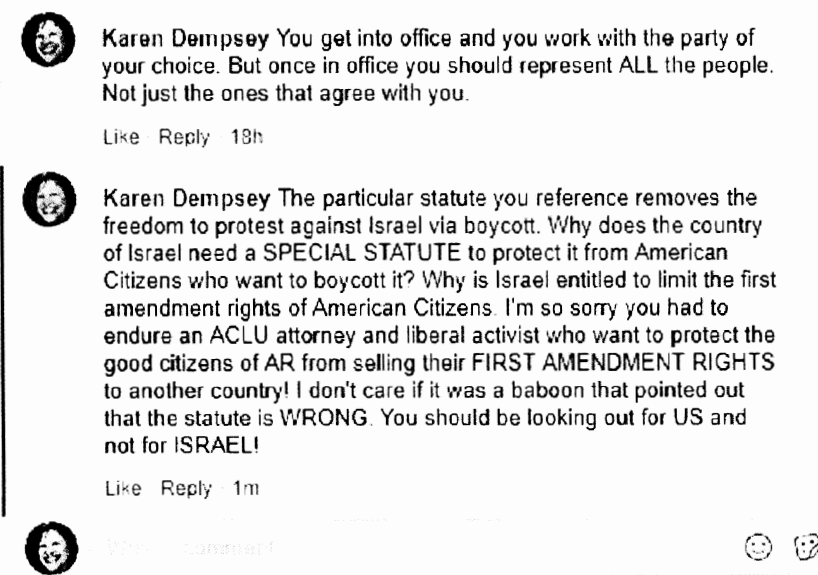 Karen Dempsey You get into office and you work with the party of
your choice. But once in office you should represent ALL the people.
Not just the ones that agree with you.
Like · Reply · 18h
Karen Dempsey The particular statute you reference removes the
freedom to protest against Israel via boycott. Why does the country
of Israel need a SPECIAL STATUTE to protect it from American
Citizens who want to boycott it? Why is Israel entitled to limit the first
amendment rights of American Citizens. I'm so sorry you had to
endure an ACLU attorney and liberal activist who want to protect the
good citizens of AR from selling their FIRST AMENDMENT RIGHTS
to another country! I don't care if it was a baboon that pointed out
that the statute is WRONG. You should be looking out for US and
not for ISRAEL!
Like · Reply · 1m